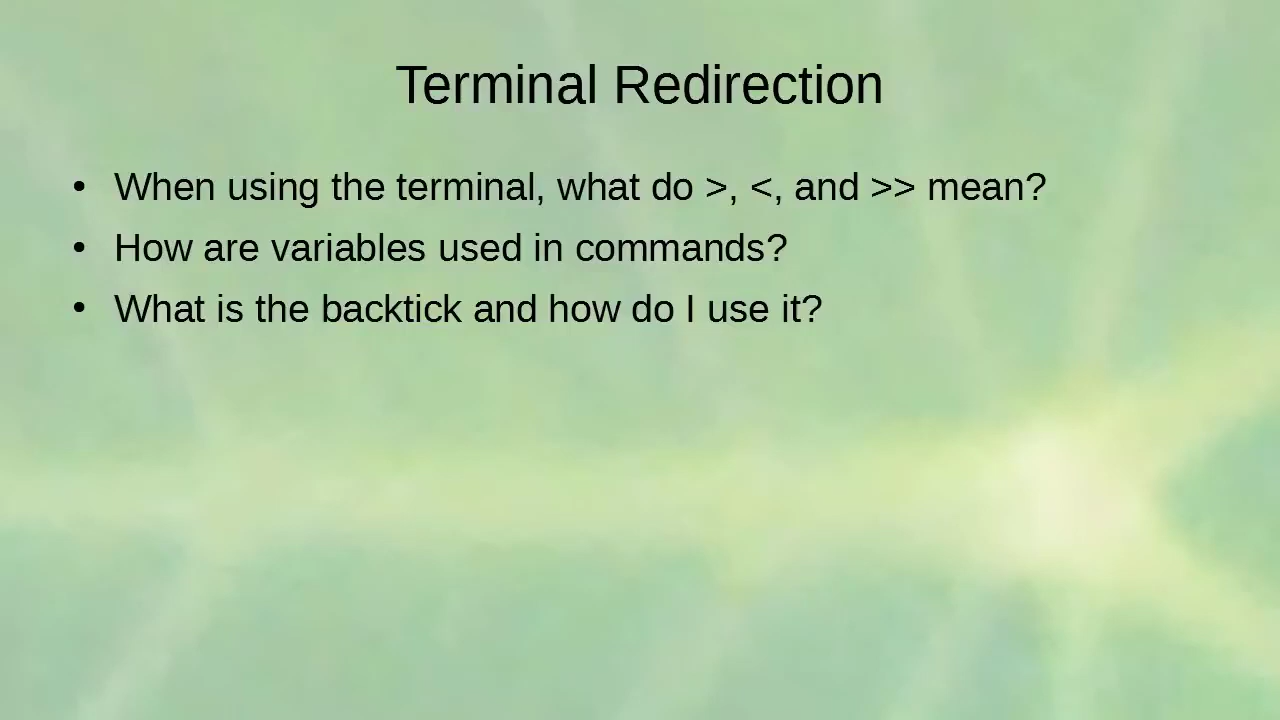 Terminal Redirection
• When using the terminal, what do >, <, and >> mean?
• How are variables used in commands?
• What is the backtick and how do I use it?